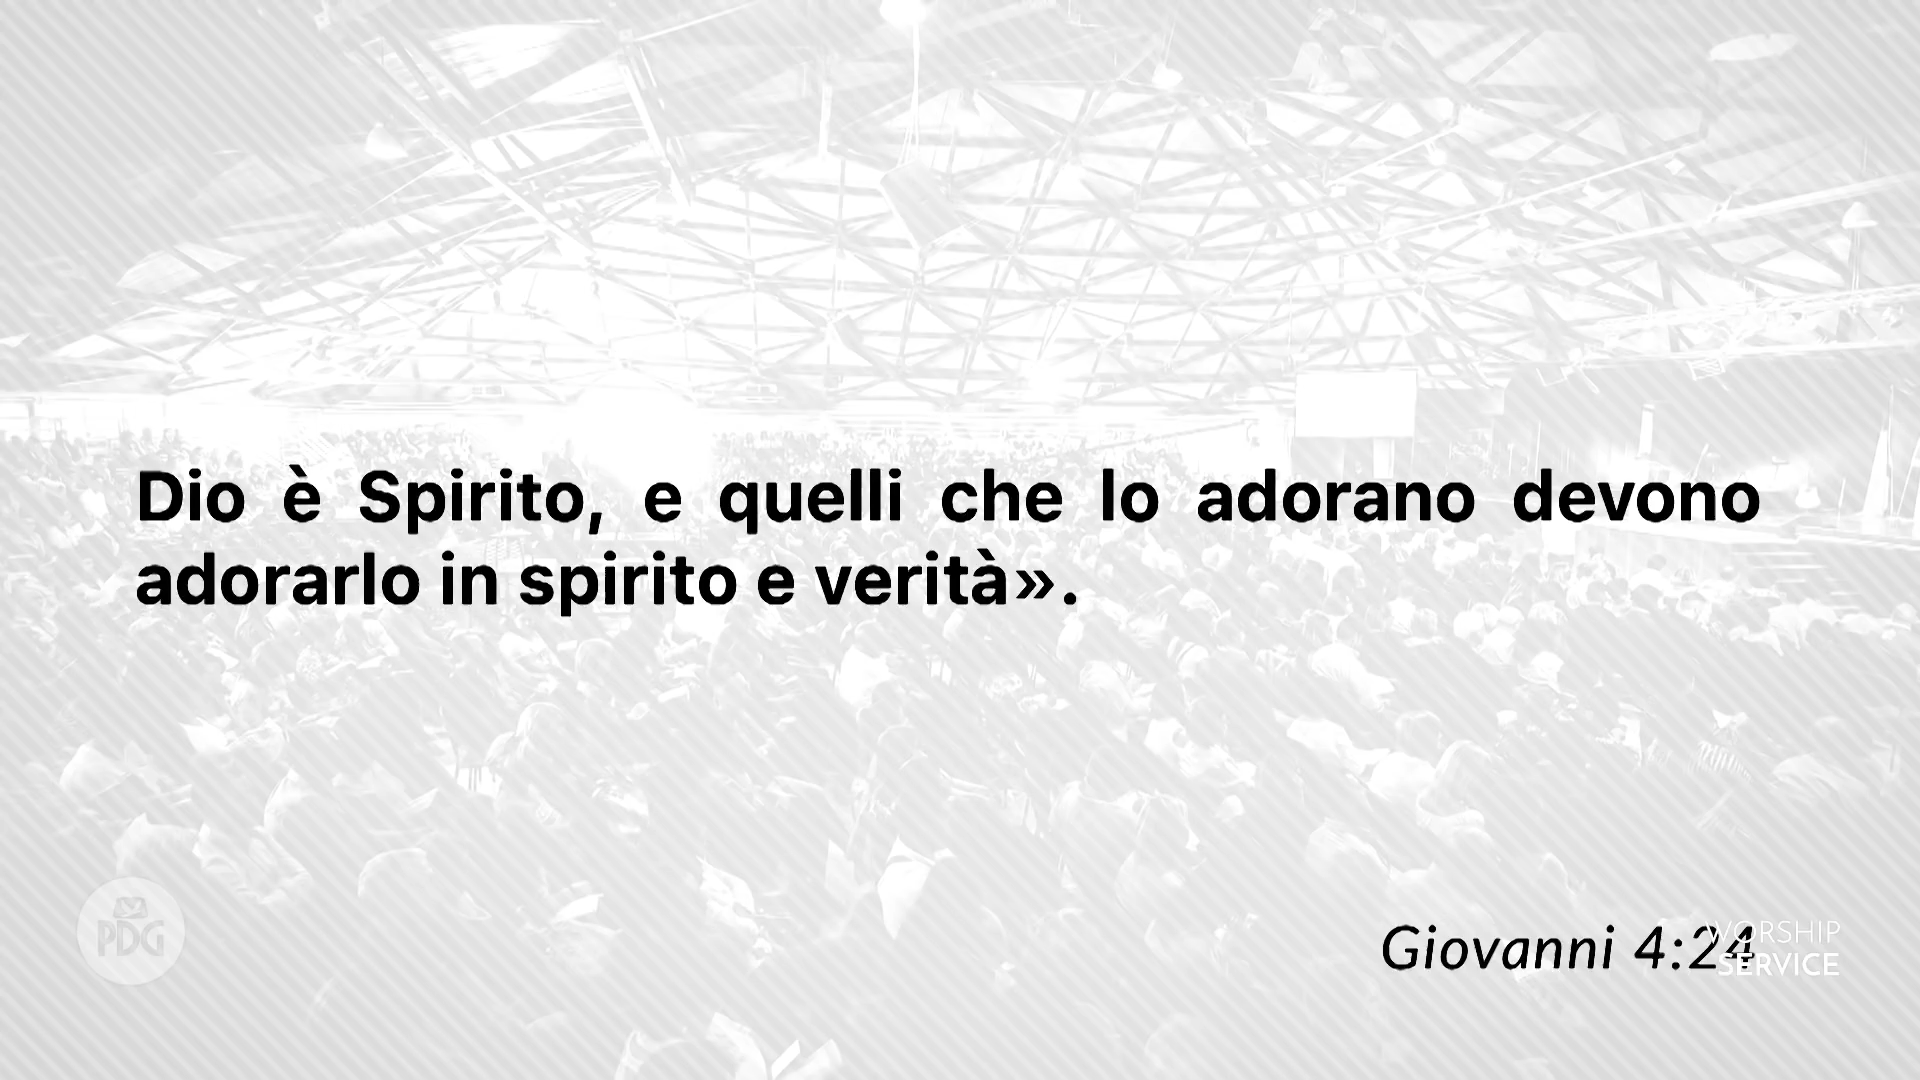 Dio è Spirito, e quelli che lo adorano devono
adorarlo in spirito e verità».
PDG
Giovanni 4:24
WORSHIP
SERVICE